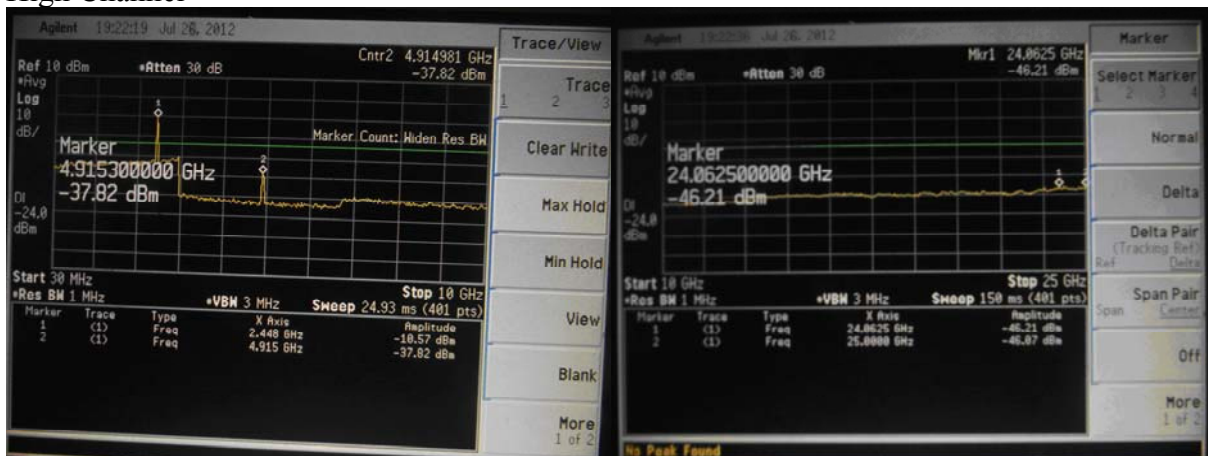 High Channel
Agilent 19:22:19 Jul 26, 2012
Cntr2 4.914981 GHz
Ref 10 dBm *Atten 30 dB -37.82 dBm
*Avg
Log
10
dB/
1
Marker Count: Widen Res BW
Marker
4.915300000 GHz
-37.82 dBm
2
DI
-24.0
dBm
Start 30 MHz Stop 10 GHz
*Res BW 1 MHz *VBW 3 MHz Sweep 24.93 ms (401 pts)
Marker Trace Type X Axis Amplitude
1 (1) Freq 2.448 GHz -10.57 dBm
2 (1) Freq 4.915 GHz -37.82 dBm
Trace/View
Trace
1 2 3
Clear Write
Max Hold
Min Hold
View
Blank
More
1 of 2
Agilent 19:22:36 Jul 26, 2012
Mkr1 24.0625 GHz
Ref 10 dBm *Atten 30 dB -46.21 dBm
*Avg
Log
10
dB/
Marker
24.062500000 GHz
-46.21 dBm
1
DI
-24.0
dBm
Start 10 GHz Stop 25 GHz
*Res BW 1 MHz *VBW 3 MHz Sweep 150 ms (401 pts)
Marker Trace Type X Axis Amplitude
1 (1) Freq 24.0625 GHz -46.21 dBm
2 (1) Freq 25.0000 GHz -46.07 dBm
No Peak Found
Marker
Select Marker
1 2 3 4
Normal
Delta
Delta Pair
(Tracking Ref)
Ref Delta
Span Pair
Span Center
Off
More
1 of 2